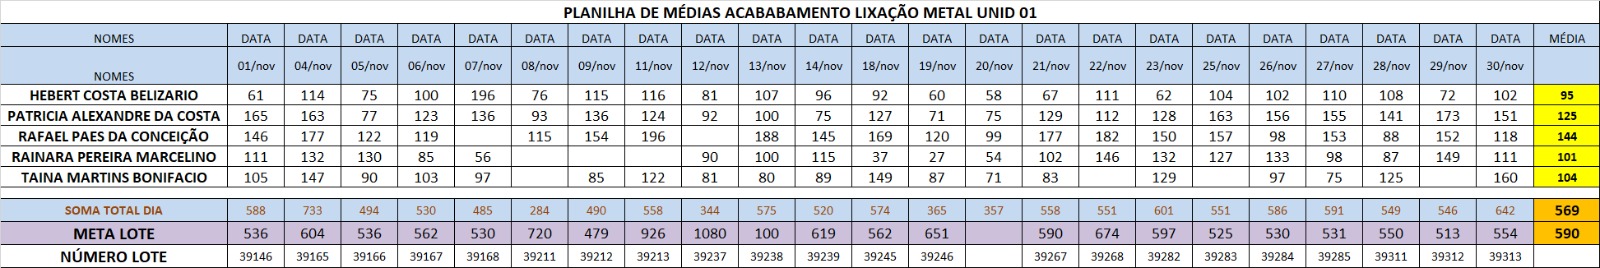 PLANILHA DE MÉDIAS ACABABAMENTO LIXAÇÃO METAL UNID 01
NOMES DATA DATA DATA DATA DATA DATA DATA DATA DATA DATA DATA DATA DATA DATA DATA DATA DATA DATA DATA DATA DATA DATA DATA MÉDIA
NOMES 01/nov 04/nov 05/nov 06/nov 07/nov 08/nov 09/nov 11/nov 12/nov 13/nov 14/nov 18/nov 19/nov 20/nov 21/nov 22/nov 23/nov 25/nov 26/nov 27/nov 28/nov 29/nov 30/nov
HEBERT COSTA BELIZARIO 61 114 75 100 196 76 115 116 81 107 96 92 60 58 67 111 62 104 102 110 108 72 102 95
PATRICIA ALEXANDRE DA COSTA 165 163 77 123 136 93 136 124 92 100 75 127 71 75 129 112 128 163 156 155 141 173 151 125
RAFAEL PAES DA CONCEIÇÃO 146 177 122 119 115 154 196 188 145 169 120 99 177 182 150 157 98 153 88 152 118 144
RAINARA PEREIRA MARCELINO 111 132 130 85 56 90 100 115 37 27 54 102 146 132 127 133 98 87 149 111 101
TAINA MARTINS BONIFACIO 105 147 90 103 97 85 122 81 80 89 149 87 71 83 129 97 75 125 160 104
SOMA TOTAL DIA 588 733 494 530 485 284 490 558 344 575 520 574 365 357 558 551 601 551 586 591 549 546 642 569
META LOTE 536 604 536 562 530 720 479 926 1080 100 619 562 651 590 674 597 525 530 531 550 513 554 590
NÚMERO LOTE 39146 39165 39166 39167 39168 39211 39212 39213 39237 39238 39239 39245 39246 39267 39268 39282 39283 39284 39285 39311 39312 39313